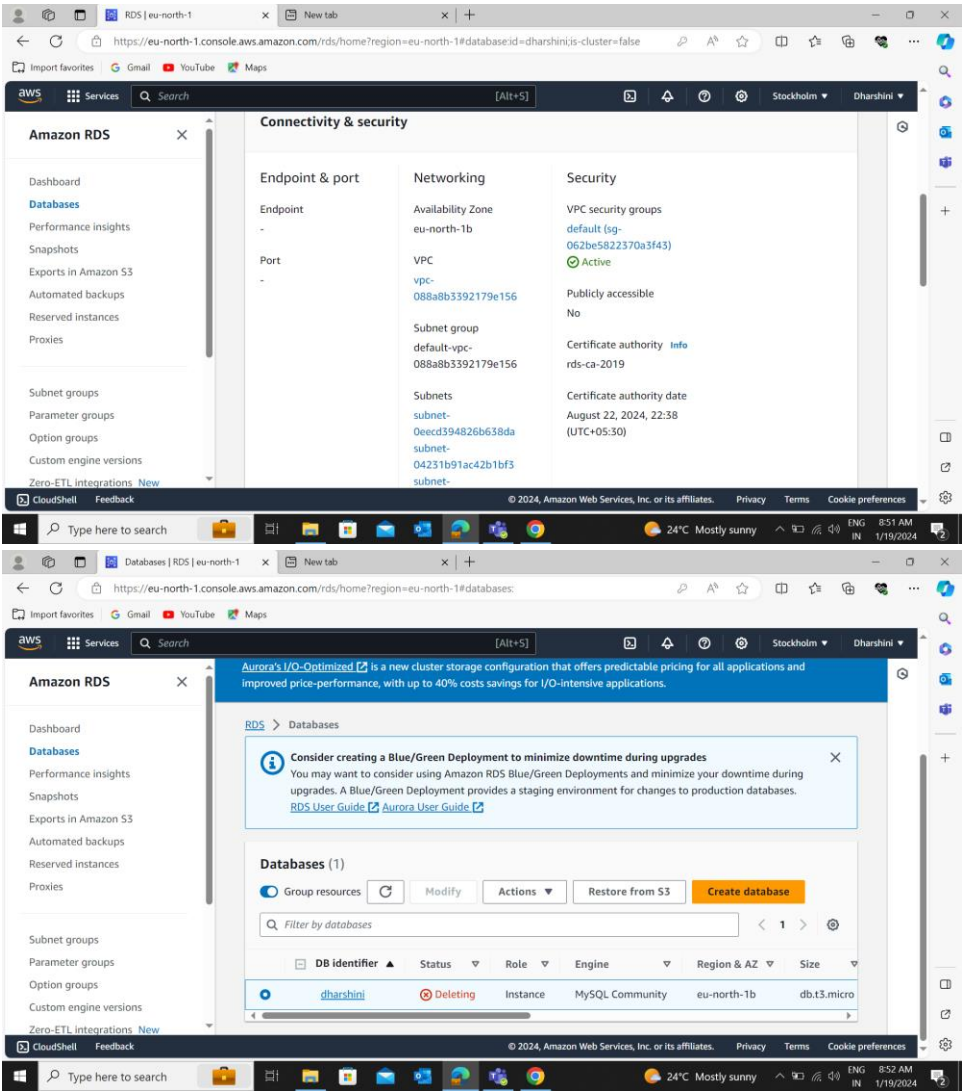 RDS | eu-north-1
New tab
https://eu-north-1.console.aws.amazon.com/rds/home?region=eu-north-1#database:id=dharshini;is-cluster=false
Import favorites Gmail YouTube Maps
aws Services Search [Alt+S] Stockholm Dharshini
Amazon RDS
Dashboard
Databases
Performance insights
Snapshots
Exports in Amazon S3
Automated backups
Reserved instances
Proxies
Subnet groups
Parameter groups
Option groups
Custom engine versions
Zero-ETL integrations New
Connectivity & security
Endpoint & port
Endpoint
-
Port
-
Networking
Availability Zone
eu-north-1b
VPC
vpc-
088a8b3392179e156
Subnet group
default-vpc-
088a8b3392179e156
Subnets
subnet-
0eecd394826b638da
subnet-
04231b91ac42b1bf3
subnet-
Security
VPC security groups
default (sg-
062be5822370a3f43)
Active
Publicly accessible
No
Certificate authority Info
rds-ca-2019
Certificate authority date
August 22, 2024, 22:38
(UTC+05:30)
CloudShell Feedback © 2024, Amazon Web Services, Inc. or its affiliates. Privacy Terms Cookie preferences
Type here to search 24°C Mostly sunny ENG IN 8:51 AM 1/19/2024 2
Databases | RDS | eu-north-1
New tab
https://eu-north-1.console.aws.amazon.com/rds/home?region=eu-north-1#databases:
Import favorites Gmail YouTube Maps
aws Services Search [Alt+S] Stockholm Dharshini
Amazon RDS
Dashboard
Databases
Performance insights
Snapshots
Exports in Amazon S3
Automated backups
Reserved instances
Proxies
Subnet groups
Parameter groups
Option groups
Custom engine versions
Zero-ETL integrations New
Aurora's I/O-Optimized is a new cluster storage configuration that offers predictable pricing for all applications and
improved price-performance, with up to 40% costs savings for I/O-intensive applications.
RDS > Databases
Consider creating a Blue/Green Deployment to minimize downtime during upgrades
You may want to consider using Amazon RDS Blue/Green Deployments and minimize your downtime during
upgrades. A Blue/Green Deployment provides a staging environment for changes to production databases.
RDS User Guide Aurora User Guide
Databases (1)
Group resources Modify Actions Restore from S3 Create database
Filter by databases < 1 >
DB identifier Status Role Engine Region & AZ Size
dharshini Deleting Instance MySQL Community eu-north-1b db.t3.micro
CloudShell Feedback © 2024, Amazon Web Services, Inc. or its affiliates. Privacy Terms Cookie preferences
Type here to search 24°C Mostly sunny ENG IN 8:52 AM 1/19/2024 2